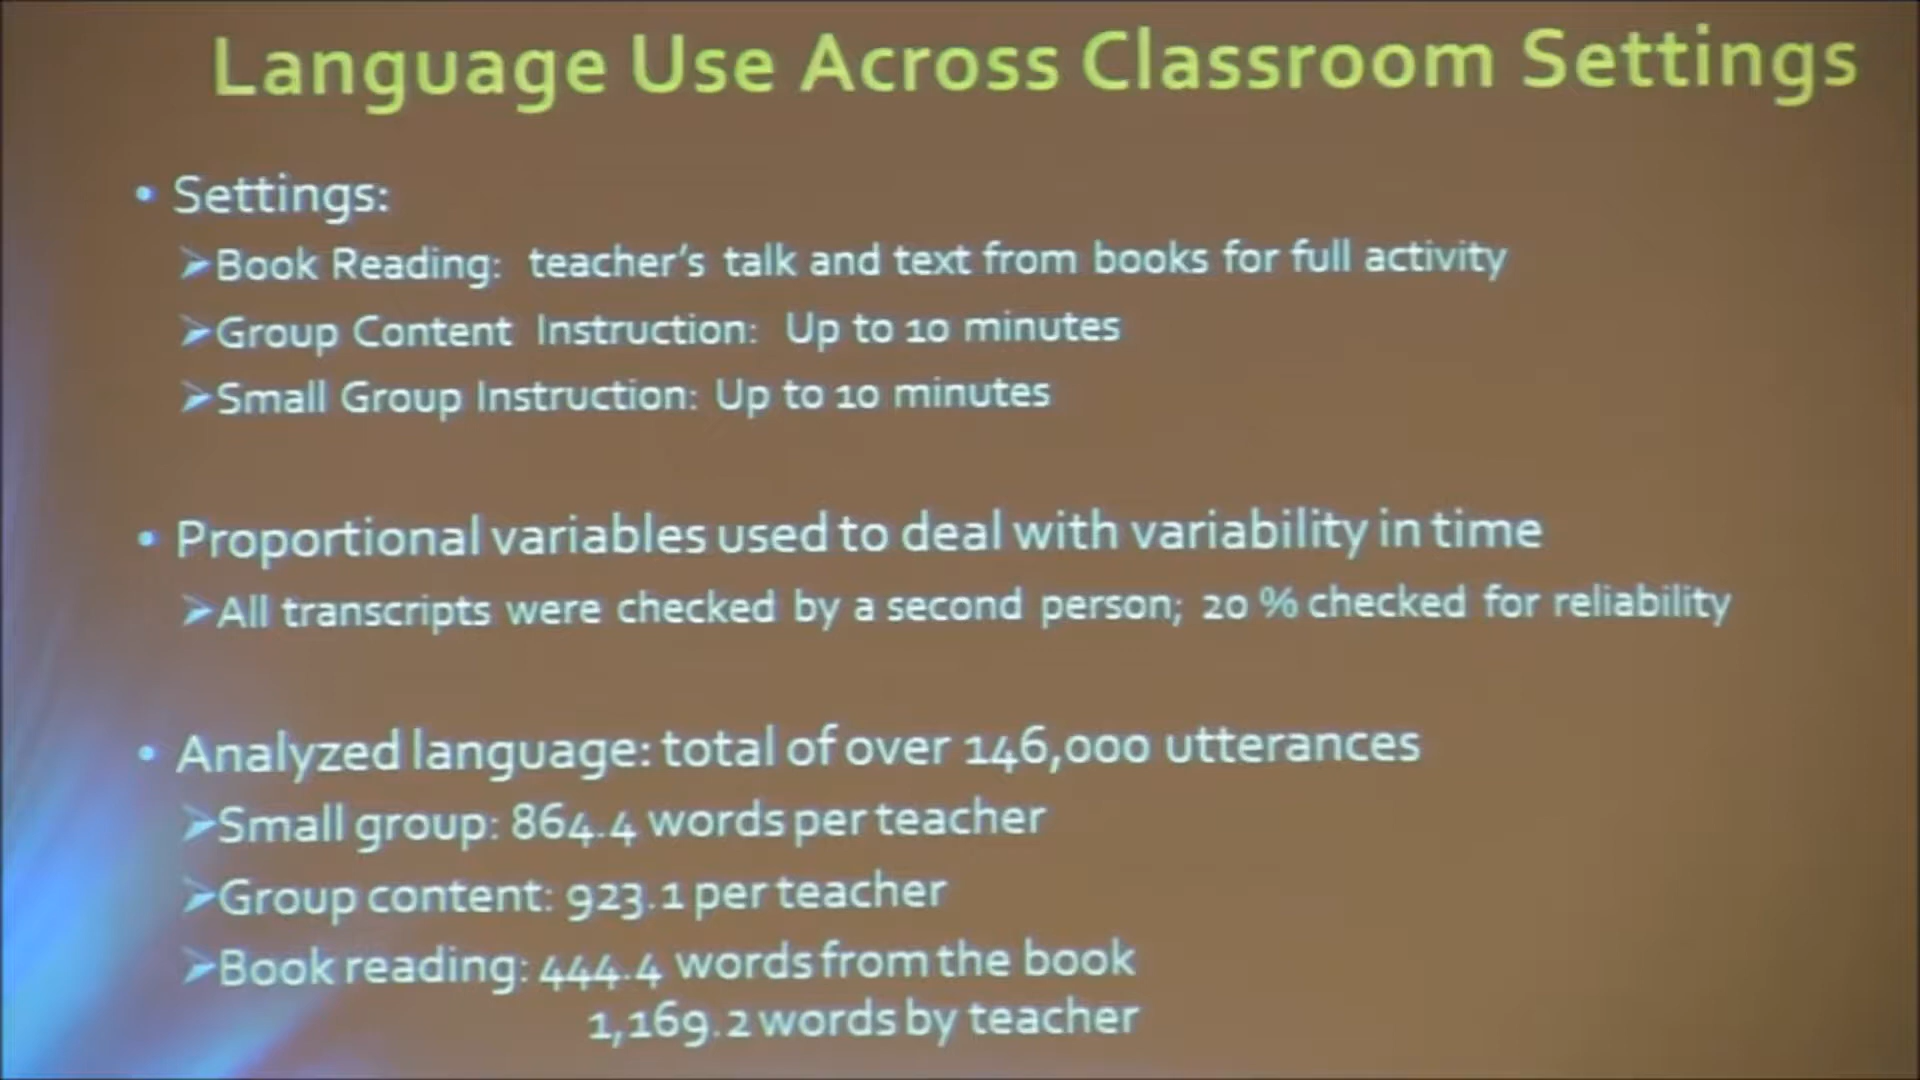 Language Use Across Classroom Settings
• Settings:
➢Book Reading: teacher's talk and text from books for full activity
➢Group Content Instruction: Up to 10 minutes
➢Small Group Instruction: Up to 10 minutes
• Proportional variables used to deal with variability in time
➢All transcripts were checked by a second person; 20 % checked for reliability
• Analyzed language: total of over 146,000 utterances
➢Small group: 864.4 words per teacher
➢Group content: 923.1 per teacher
➢Book reading: 444.4 words from the book
1,169.2 words by teacher